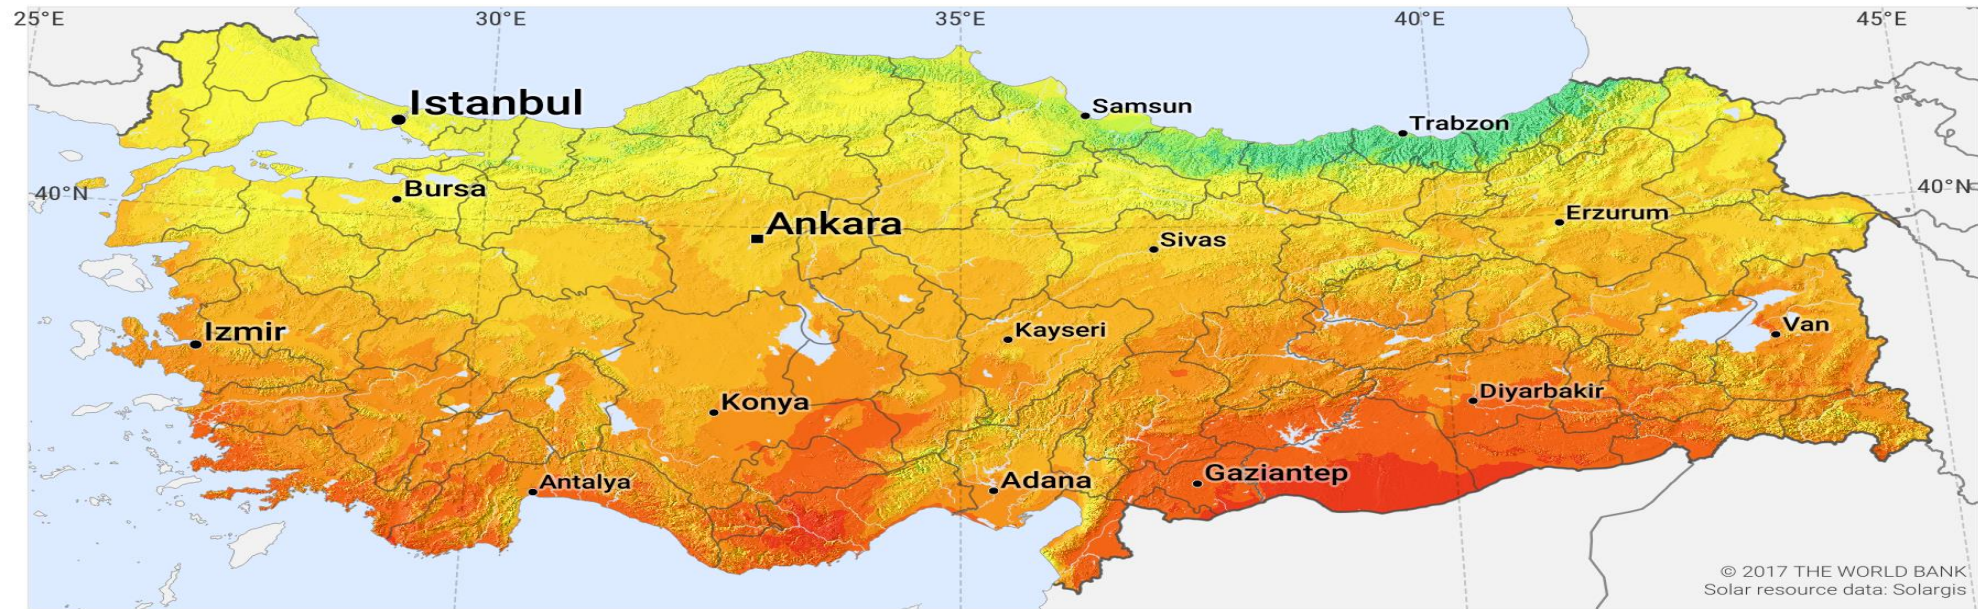 25°E
30°E
35°E
40°E
45°E
Istanbul
Samsun
Trabzon
40°N
Bursa
40°N
Ankara
Erzurum
Sivas
Izmir
Kayseri
Van
Konya
Diyarbakir
Antalya
Adana
Gaziantep
© 2017 THE WORLD BANK
Solar resource data: Solargis